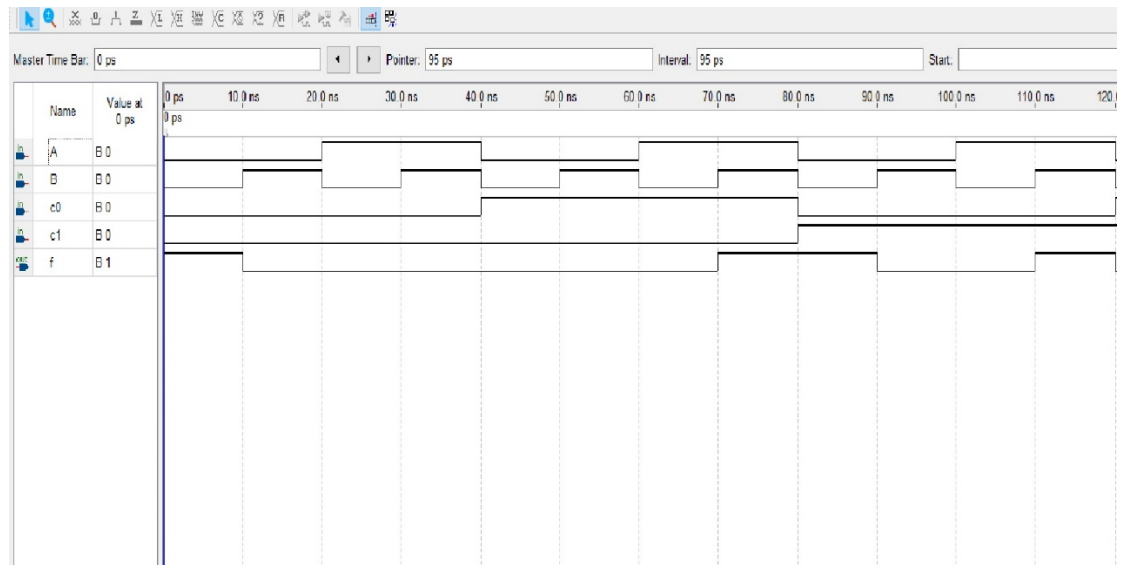 Master Time Bar: 0 ps Pointer: 95 ps Interval: 95 ps Start:
Name Value at 0 ps
0 ps 10.0 ns 20.0 ns 30.0 ns 40.0 ns 50.0 ns 60.0 ns 70.0 ns 80.0 ns 90.0 ns 100.0 ns 110.0 ns 120.
0 ps
A B 0
B B 0
c0 B 0
c1 B 0
f B 1